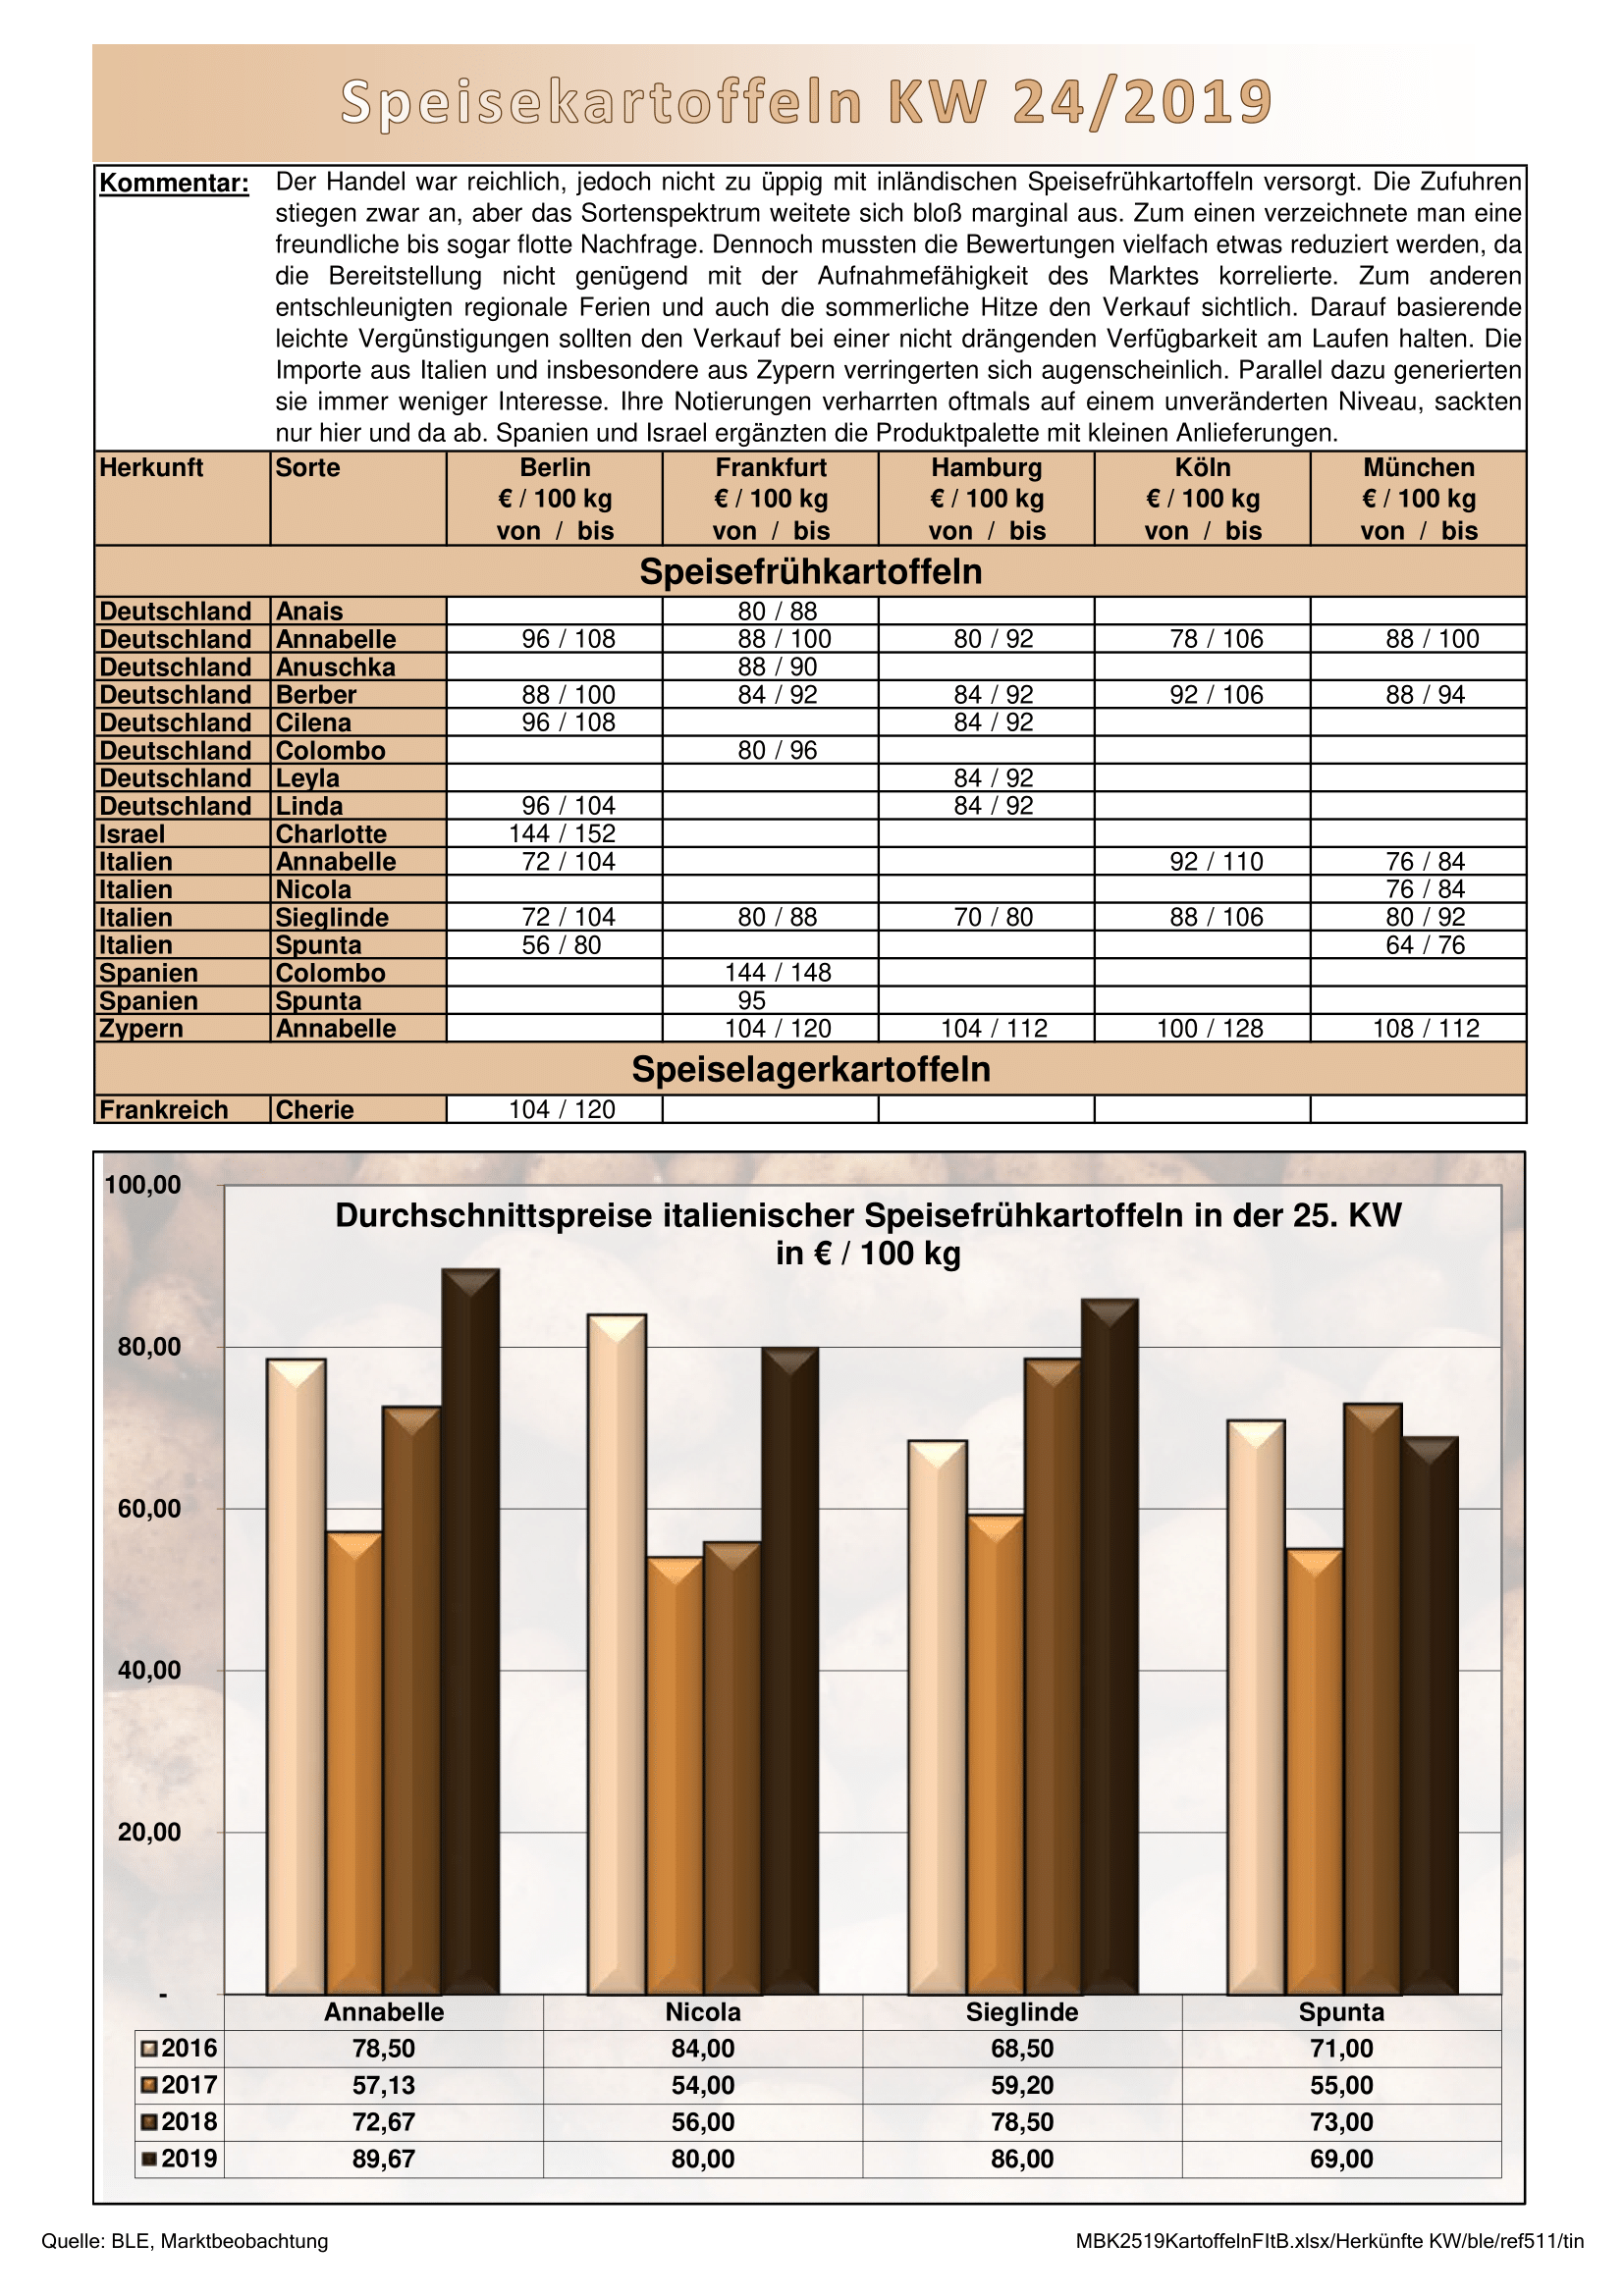 Speisekartoffeln KW 24/2019
Kommentar: Der Handel war reichlich, jedoch nicht zu üppig mit inländischen Speisefrühkartoffeln versorgt. Die Zufuhren
stiegen zwar an, aber das Sortenspektrum weitete sich bloß marginal aus. Zum einen verzeichnete man eine
freundliche bis sogar flotte Nachfrage. Dennoch mussten die Bewertungen vielfach etwas reduziert werden, da
die Bereitstellung nicht genügend mit der Aufnahmefähigkeit des Marktes korrelierte. Zum anderen
entschleunigten regionale Ferien und auch die sommerliche Hitze den Verkauf sichtlich. Darauf basierende
leichte Vergünstigungen sollten den Verkauf bei einer nicht drängenden Verfügbarkeit am Laufen halten. Die
Importe aus Italien und insbesondere aus Zypern verringerten sich augenscheinlich. Parallel dazu generierten
sie immer weniger Interesse. Ihre Notierungen verharrten oftmals auf einem unveränderten Niveau, sackten
nur hier und da ab. Spanien und Israel ergänzten die Produktpalette mit kleinen Anlieferungen.
Herkunft Sorte Berlin Frankfurt Hamburg Köln München
€ / 100 kg € / 100 kg € / 100 kg € / 100 kg € / 100 kg
von / bis von / bis von / bis von / bis von / bis
Speisefrühkartoffeln
Deutschland Anais 80 / 88
Deutschland Annabelle 96 / 108 88 / 100 80 / 92 78 / 106 88 / 100
Deutschland Anuschka 88 / 90
Deutschland Berber 88 / 100 84 / 92 84 / 92 92 / 106 88 / 94
Deutschland Cilena 96 / 108 84 / 92
Deutschland Colombo 80 / 96
Deutschland Leyla 84 / 92
Deutschland Linda 96 / 104 84 / 92
Israel Charlotte 144 / 152
Italien Annabelle 72 / 104 92 / 110 76 / 84
Italien Nicola 76 / 84
Italien Sieglinde 72 / 104 80 / 88 70 / 80 88 / 106 80 / 92
Italien Spunta 56 / 80 64 / 76
Spanien Colombo 144 / 148
Spanien Spunta 95
Zypern Annabelle 104 / 120 104 / 112 100 / 128 108 / 112
Speiselagerkartoffeln
Frankreich Cherie 104 / 120
Durchschnittspreise italienischer Speisefrühkartoffeln in der 25. KW
in € / 100 kg
100,00
80,00
60,00
40,00
20,00
-
Annabelle Nicola Sieglinde Spunta
2016 78,50 84,00 68,50 71,00
2017 57,13 54,00 59,20 55,00
2018 72,67 56,00 78,50 73,00
2019 89,67 80,00 86,00 69,00
Quelle: BLE, Marktbeobachtung MBK2519KartoffelnFItB.xlsx/Herkünfte KW/ble/ref511/tin